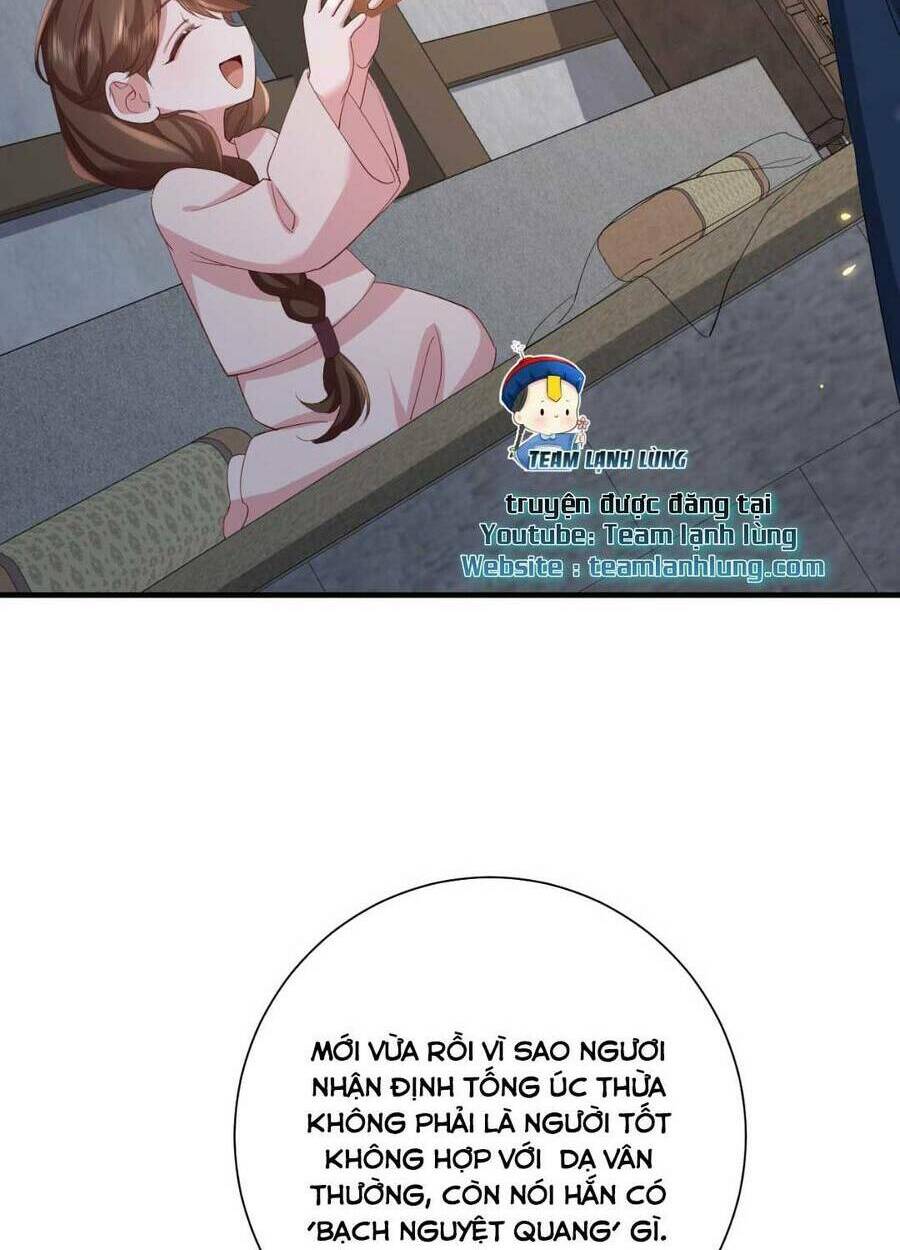 TEAM LẠNH LÙNG
truyện được đăng tại
Youtube: Team lạnh lùng
Website : teamlanhlung.com
MỚI VỪA RỒI VÌ SAO NGƯƠI
NHẬN ĐỊNH TỐNG ÚC THỪA
KHÔNG PHẢI LÀ NGƯỜI TỐT
KHÔNG HỢP VỚI DẠ VÂN
THƯỜNG, CÒN NÓI HẮN CÓ
'BẠCH NGUYỆT QUANG' GÌ.